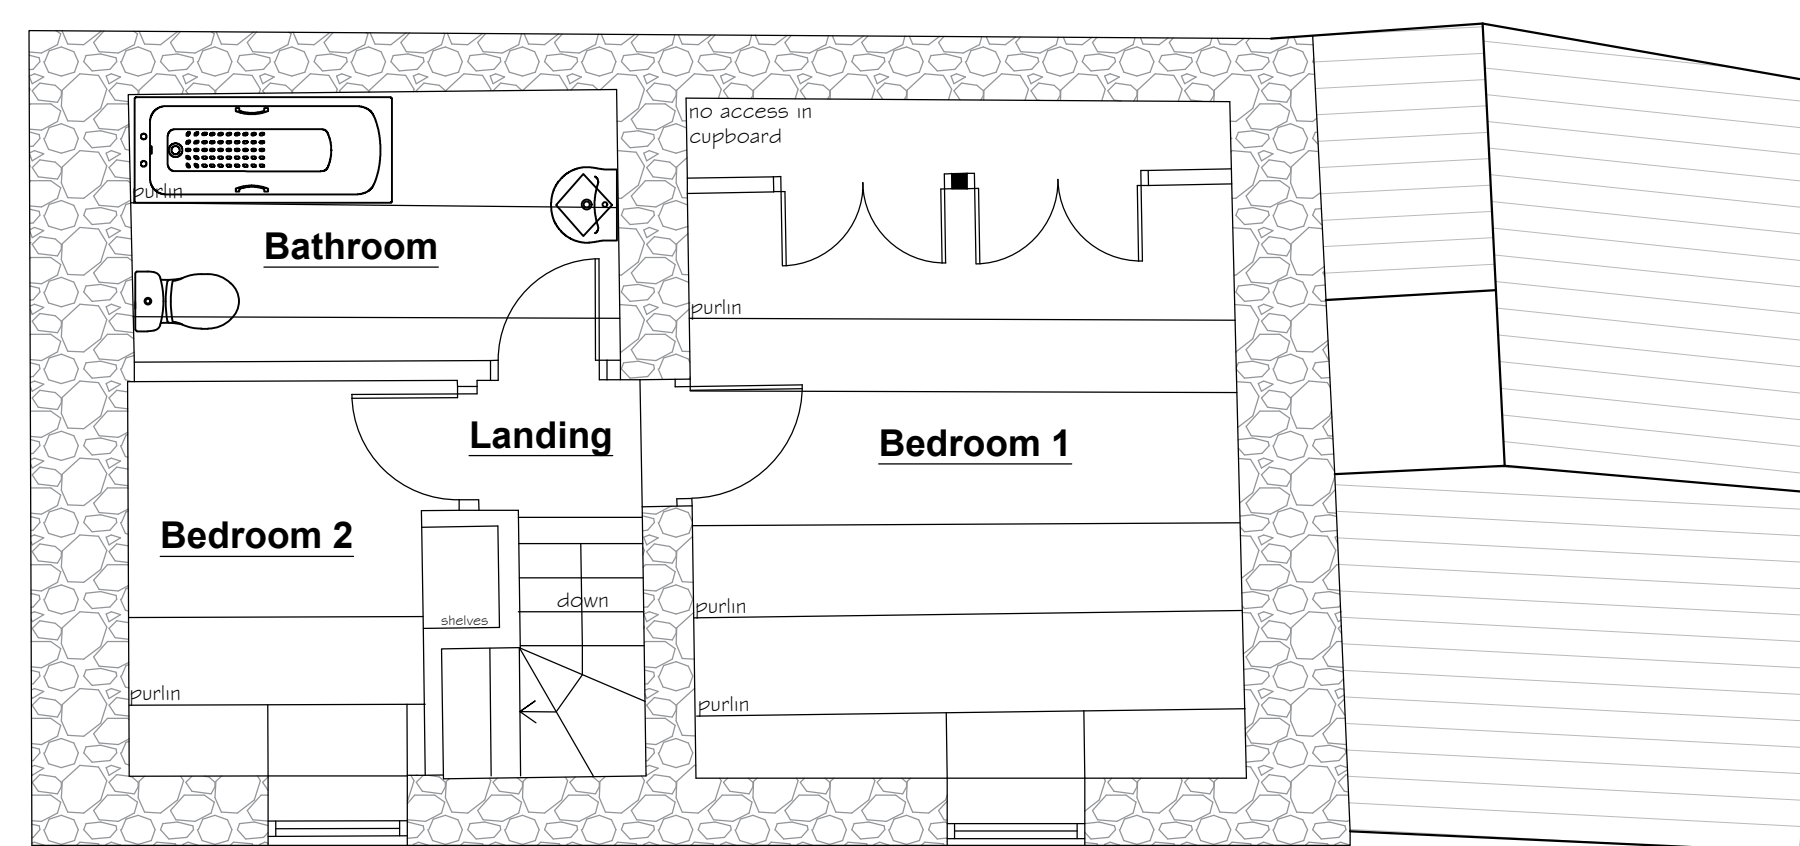 no access in
cupboard
purlin
Bathroom
purlin
Landing
Bedroom 1
Bedroom 2
down
purlin
shelves
purlin
purlin